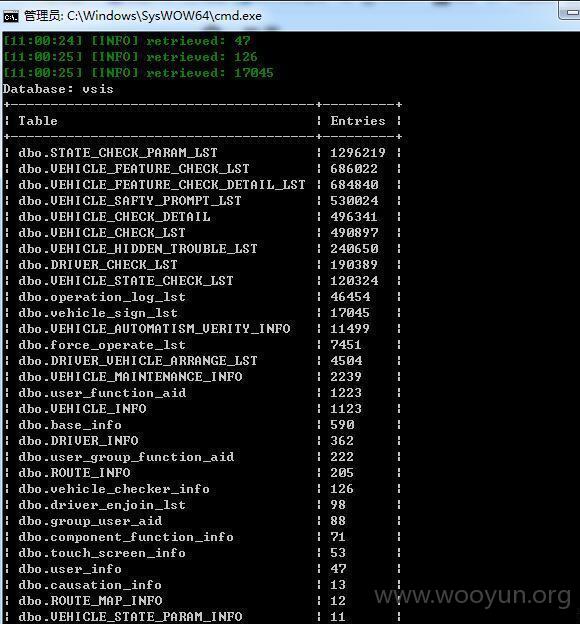 管理员: C:\Windows\SysWOW64\cmd.exe
[11:00:24] [INFO] retrieved: 47
[11:00:25] [INFO] retrieved: 126
[11:00:25] [INFO] retrieved: 17045
Database: vsis
Table | Entries
dbo.STATE_CHECK_PARAM_LST | 1296219
dbo.VEHICLE_FEATURE_CHECK_LST | 686022
dbo.VEHICLE_FEATURE_CHECK_DETAIL_LST | 684840
dbo.VEHICLE_SAFTY_PROMPT_LST | 530024
dbo.VEHICLE_CHECK_DETAIL | 496341
dbo.VEHICLE_CHECK_LST | 490897
dbo.VEHICLE_HIDDEN_TROUBLE_LST | 240650
dbo.DRIVER_CHECK_LST | 190389
dbo.VEHICLE_STATE_CHECK_LST | 120324
dbo.operation_log_lst | 46454
dbo.vehicle_sign_lst | 17045
dbo.VEHICLE_AUTOMATISM_VERITY_INFO | 11499
dbo.force_operate_lst | 7451
dbo.DRIVER_VEHICLE_ARRANGE_LST | 4504
dbo.VEHICLE_MAINTENANCE_INFO | 2239
dbo.user_function_aid | 1223
dbo.VEHICLE_INFO | 1123
dbo.base_info | 590
dbo.DRIVER_INFO | 362
dbo.user_group_function_aid | 222
dbo.ROUTE_INFO | 205
dbo.vehicle_checker_info | 126
dbo.driver_enjoin_lst | 98
dbo.group_user_aid | 88
dbo.component_function_info | 71
dbo.touch_screen_info | 53
dbo.user_info | 47
dbo.causation_info | 13
dbo.ROUTE_MAP_INFO | 12
dbo.VEHICLE_STATE_PARAM_INFO | 11
www.wooyun.org